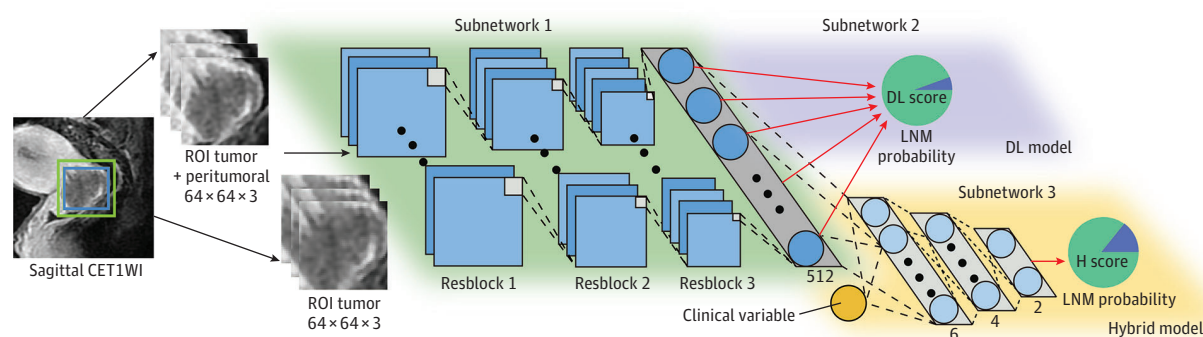 Subnetwork 1
Subnetwork 2
DL score
LNM
probability
DL model
ROI tumor
+ peritumoral
64×64×3
Sagittal CET1WI
ROI tumor
64×64×3
Resblock 1
Resblock 2
Resblock 3
512
Clinical variable
Subnetwork 3
6
4
2
H score
LNM probability
Hybrid model